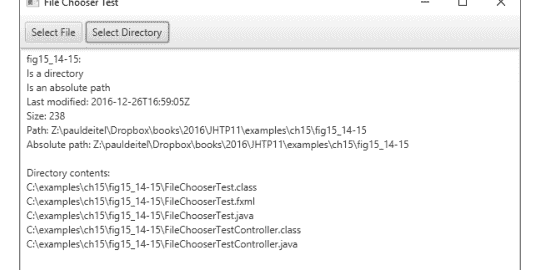 File Chooser Test
Select File Select Directory
fig15_14-15:
Is a directory
Is an absolute path
Last modified: 2016-12-26T16:59:05Z
Size: 238
Path: Z:\pauldeitel\Dropbox\books\2016\JHTP11\examples\ch15\fig15_14-15
Absolute path: Z:\pauldeitel\Dropbox\books\2016\JHTP11\examples\ch15\fig15_14-15
Directory contents:
C:\examples\ch15\fig15_14-15\FileChooserTest.class
C:\examples\ch15\fig15_14-15\FileChooserTest.fxml
C:\examples\ch15\fig15_14-15\FileChooserTest.java
C:\examples\ch15\fig15_14-15\FileChooserTestController.class
C:\examples\ch15\fig15_14-15\FileChooserTestController.java